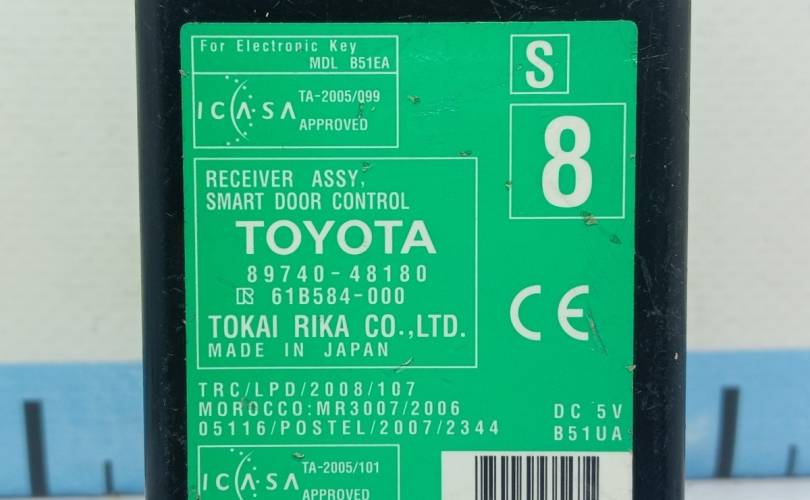 For Electronic Key
MDL B51EA
ICASA
TA-2005/099
APPROVED
S
8
RECEIVER ASSY,
SMART DOOR CONTROL
TOYOTA
89740-48180
R 61B584-000
TOKAI RIKA CO.,LTD.
MADE IN JAPAN
CE
TRC/LPD/2008/107
MOROCCO:MR3007/2006
05116/POSTEL/2007/2344
DC 5V
B51UA
ICASA
TA-2005/101
APPROVED